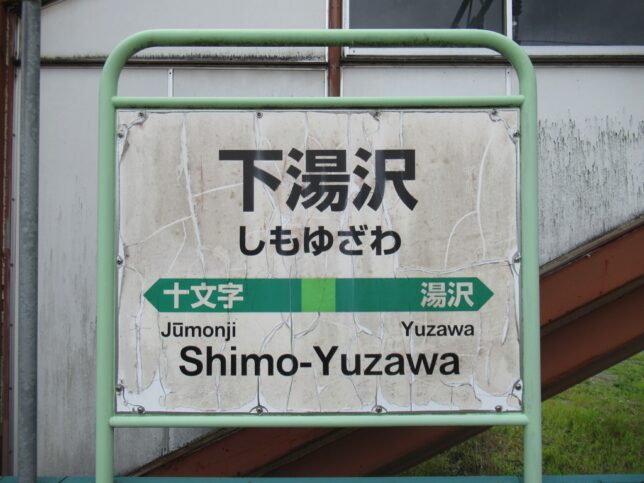 下湯沢
しもゆざわ
十文字 湯沢
Jūmonji Yuzawa
Shimo-Yuzawa